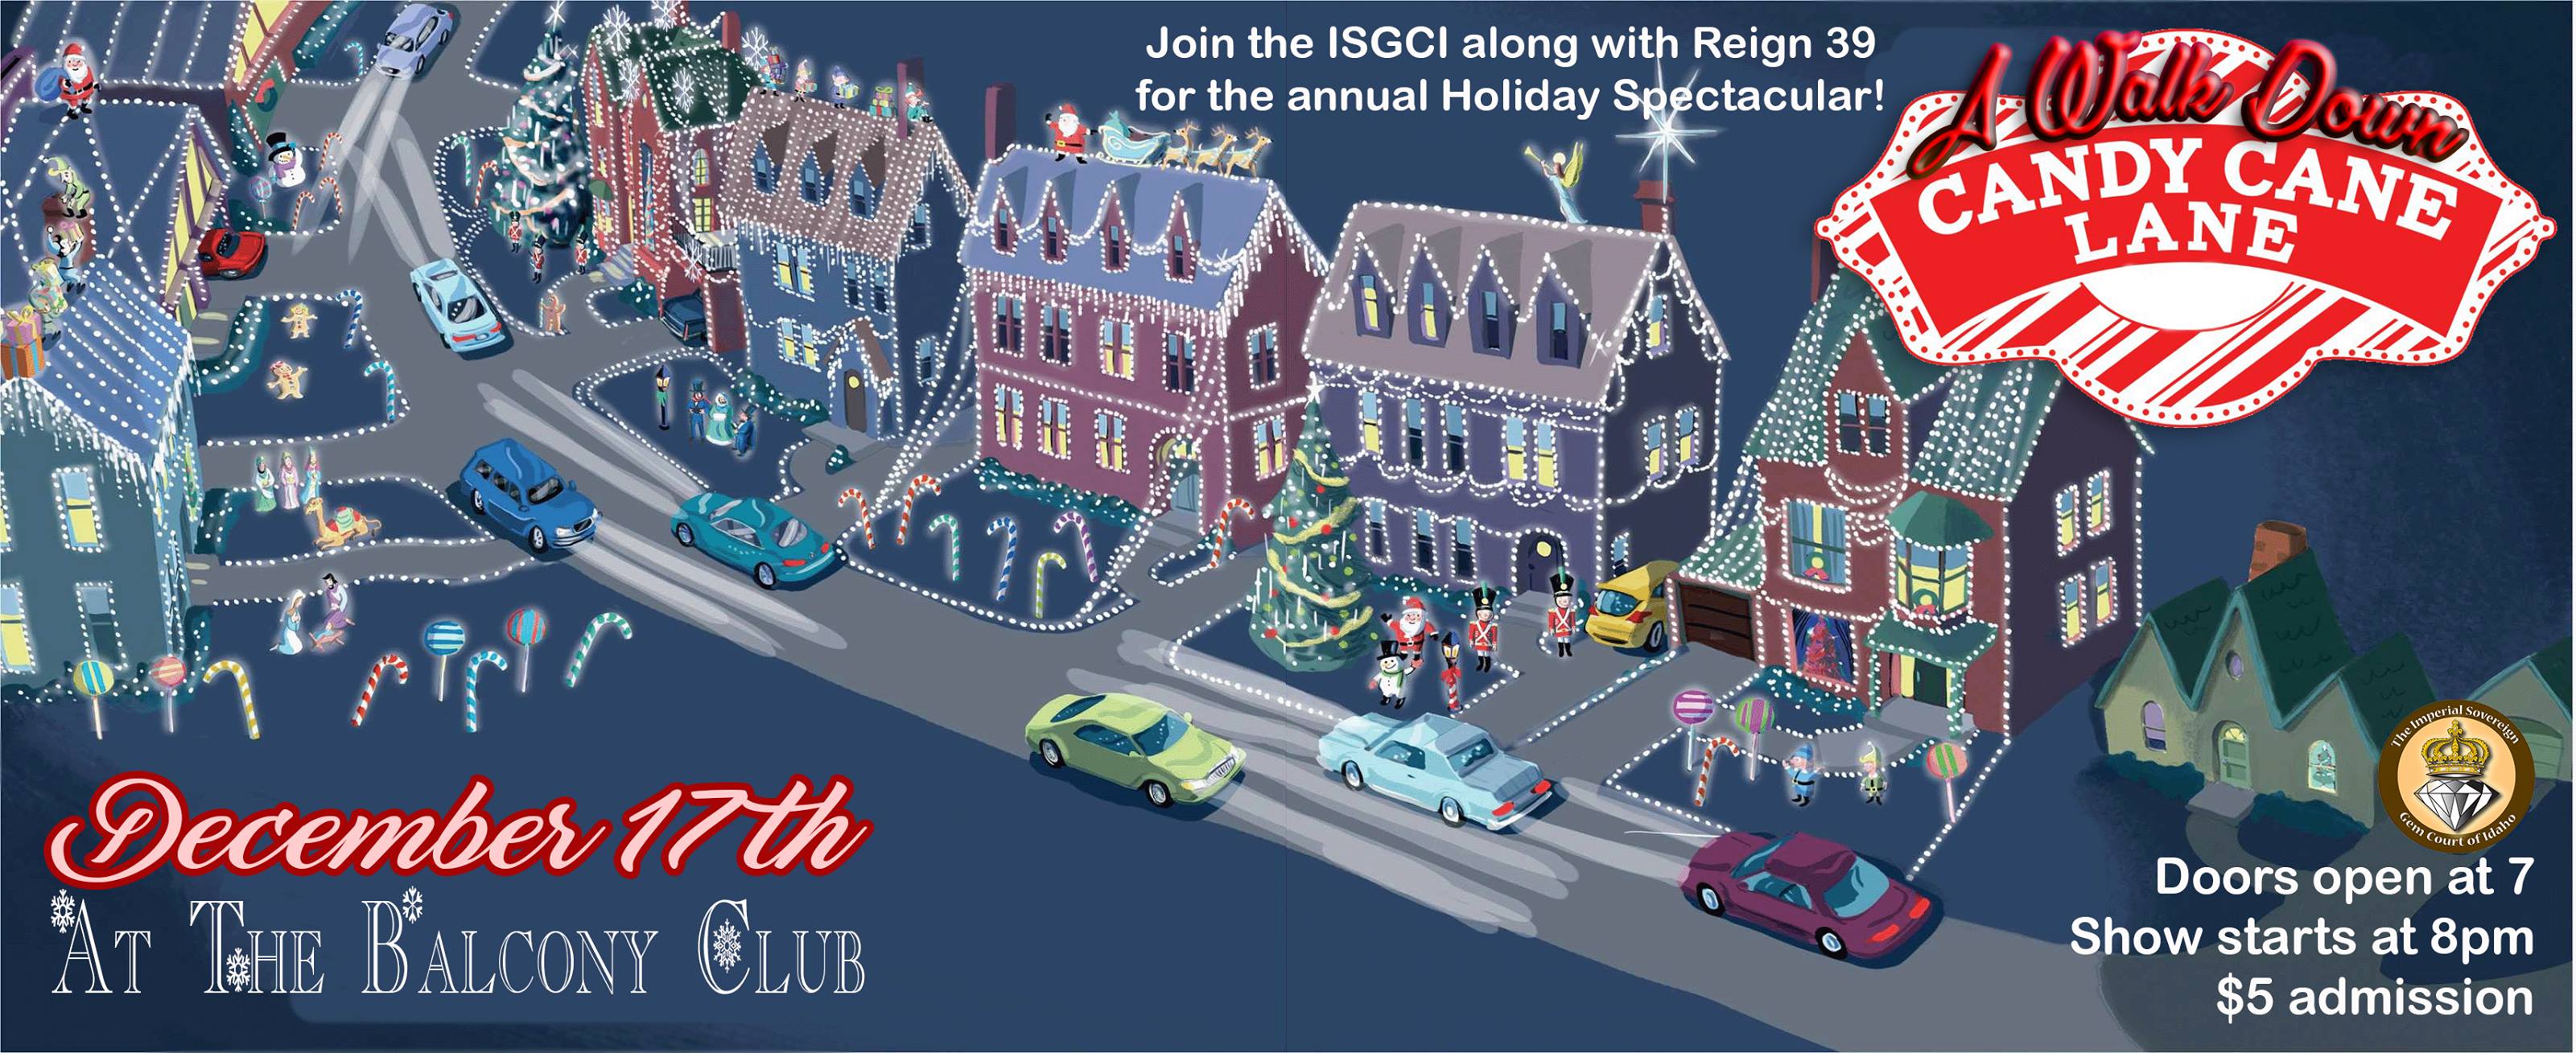 Join the ISGCI along with Reign 39
for the annual Holiday Spectacular!
A Walk Down
CANDY CANE
LANE
December 17th
At The Balcony Club
The Imperial Sovereign
Gem Court of Idaho
Doors open at 7
Show starts at 8pm
$5 admission